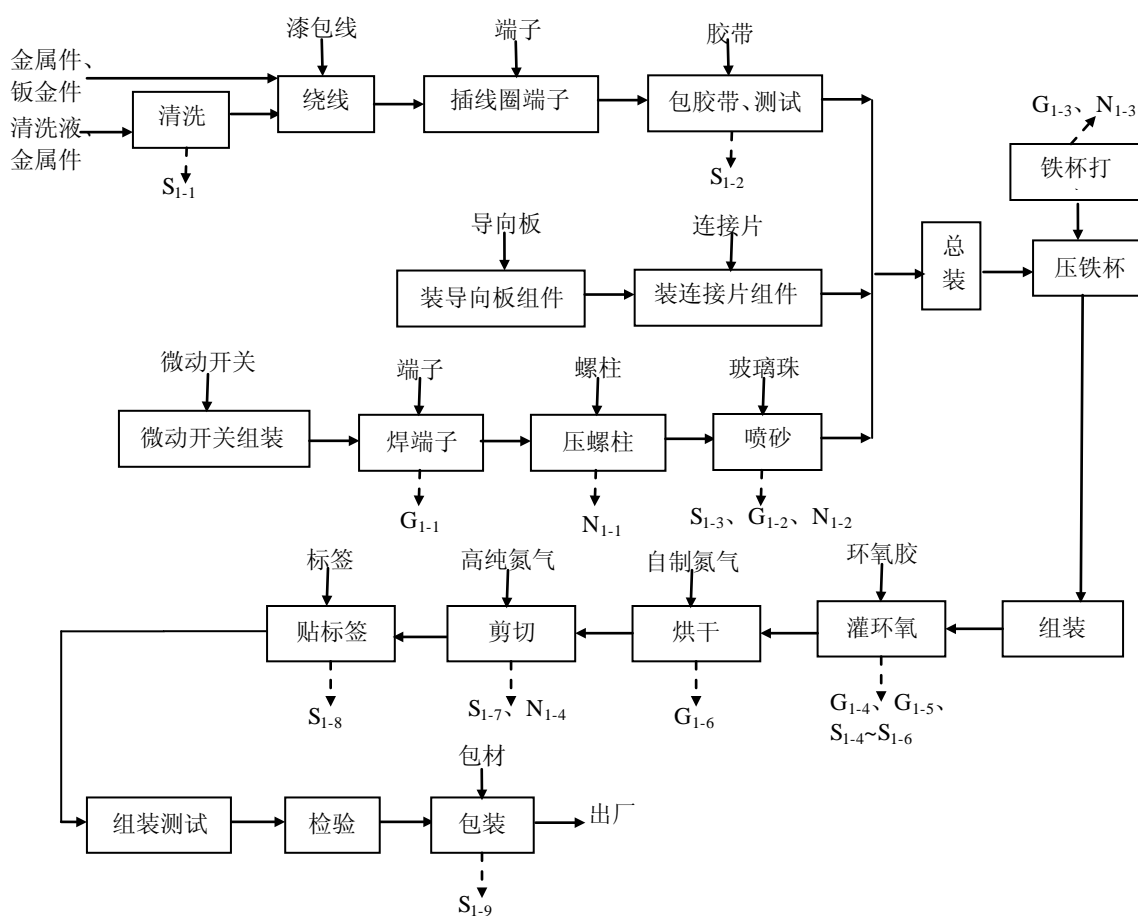 漆包线
端子
胶带
金属件、
钣金件
清洗液、
金属件
清洗
绕线
插线圈端子
包胶带、测试
S1-1
S1-2
G1-3、N1-3
铁杯打
导向板
连接片
装导向板组件
装连接片组件
总
装
压铁杯
微动开关
端子
螺柱
玻璃珠
微动开关组装
焊端子
压螺柱
喷砂
G1-1
N1-1
S1-3、G1-2、N1-2
标签
高纯氮气
自制氮气
环氧胶
贴标签
剪切
烘干
灌环氧
组装
S1-8
S1-7、N1-4
G1-6
G1-4、G1-5、
S1-4~S1-6
包材
组装测试
检验
包装
出厂
S1-9